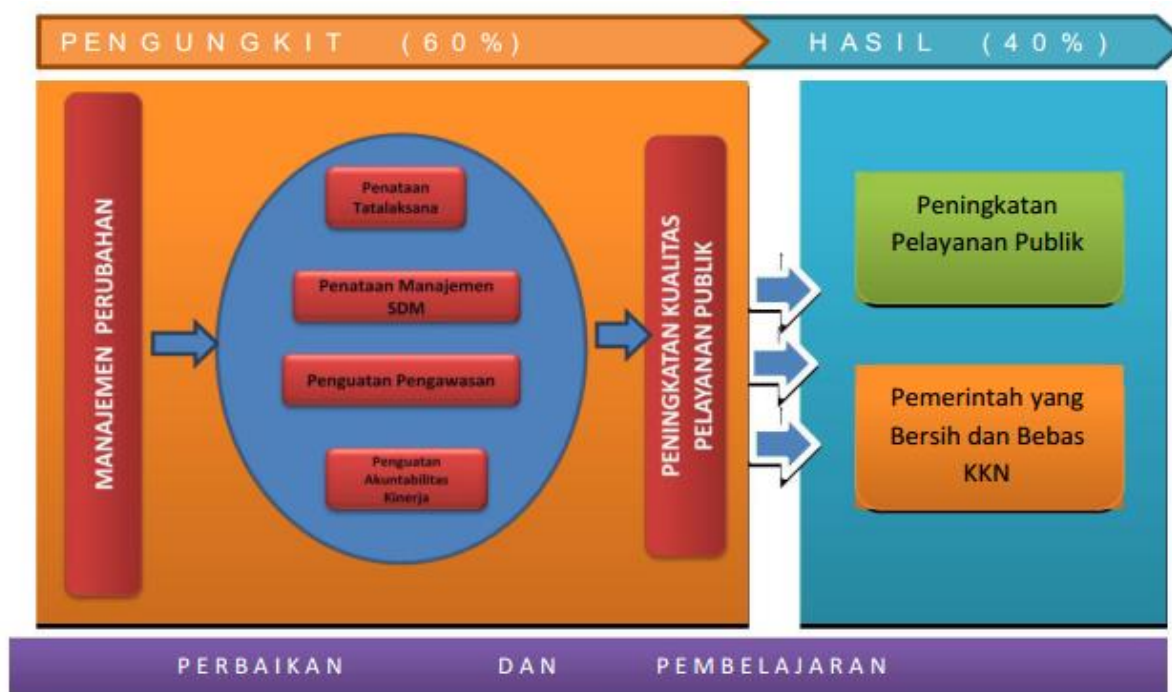 PENGUNGKIT (60%)
HASIL (40%)
MANAJEMEN PERUBAHAN
Penataan
Tatalaksana
Penataan Manajemen
SDM
Penguatan Pengawasan
Penguatan
Akuntabilitas
Kinerja
PENINGKATAN KUALITAS
PELAYANAN PUBLIK
Peningkatan
Pelayanan Publik
Pemerintah yang
Bersih dan Bebas
KKN
PERBAIKAN DAN PEMBELAJARAN